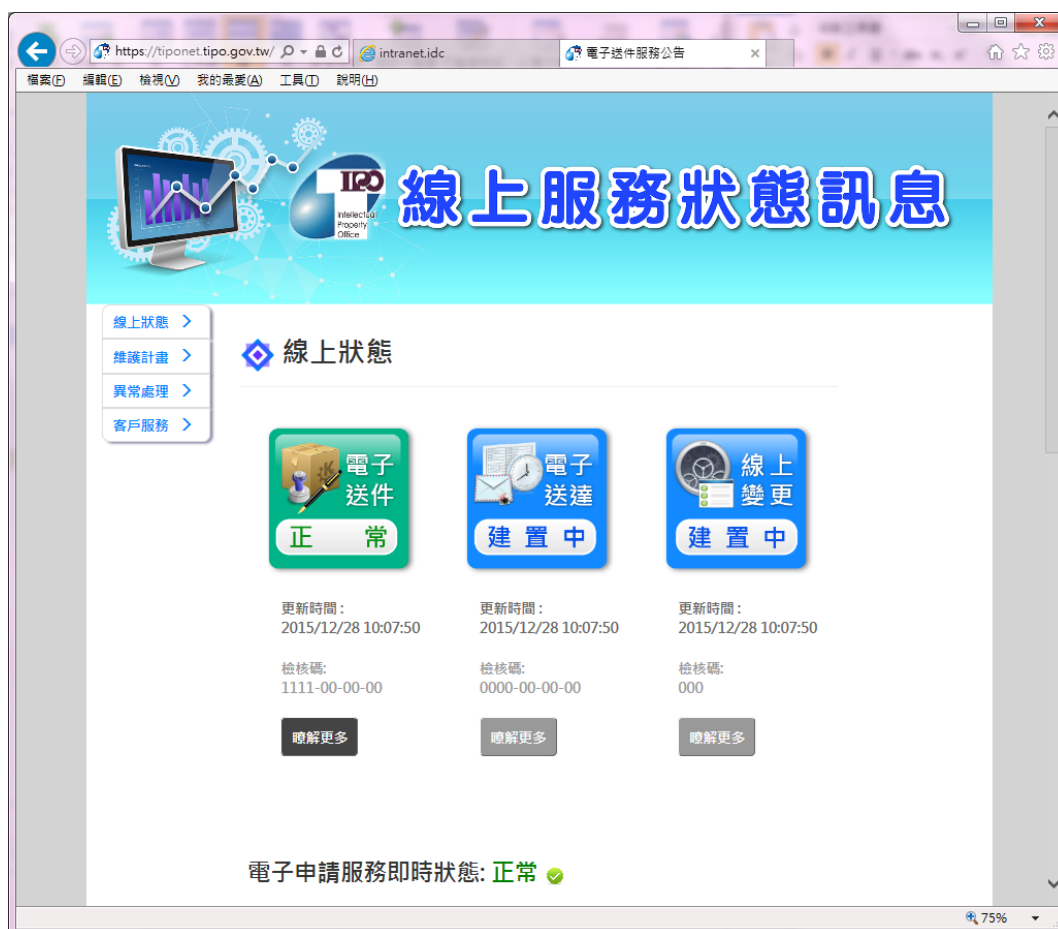 https://tiponet.tipo.gov.tw/
intranet.idc
電子送件服務公告
檔案(F) 編輯(E) 檢視(V) 我的最愛(A) 工具(T) 說明(H)
TIPO
Intellectual
Property
Office
線上服務狀態訊息
線上狀態
維護計畫
異常處理
客戶服務
線上狀態
電子
送件
正常
電子
送達
建置中
線上
變更
建置中
更新時間 :
2015/12/28 10:07:50
檢核碼:
1111-00-00-00
瞭解更多
更新時間 :
2015/12/28 10:07:50
檢核碼:
0000-00-00-00
瞭解更多
更新時間 :
2015/12/28 10:07:50
檢核碼:
000
瞭解更多
電子申請服務即時狀態: 正常
75%